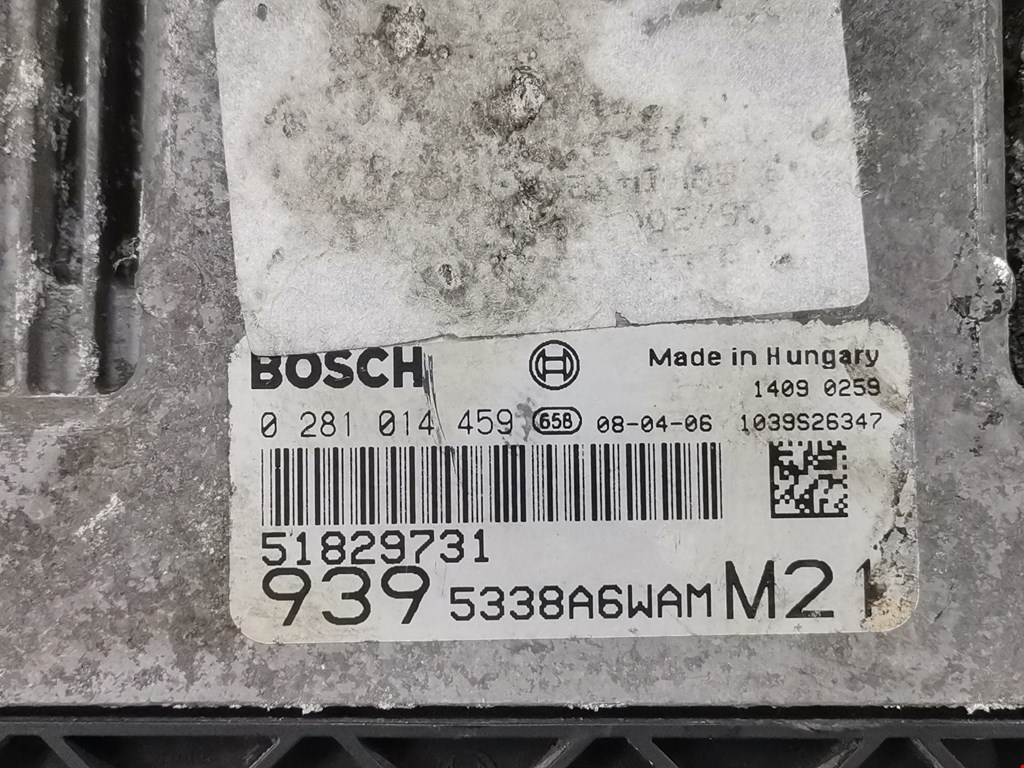 BOSCH
Made in Hungary
1409 0259
0 281 014 459 658 08-04-06 1039S26347
51829731
939 5338A6WAM M21